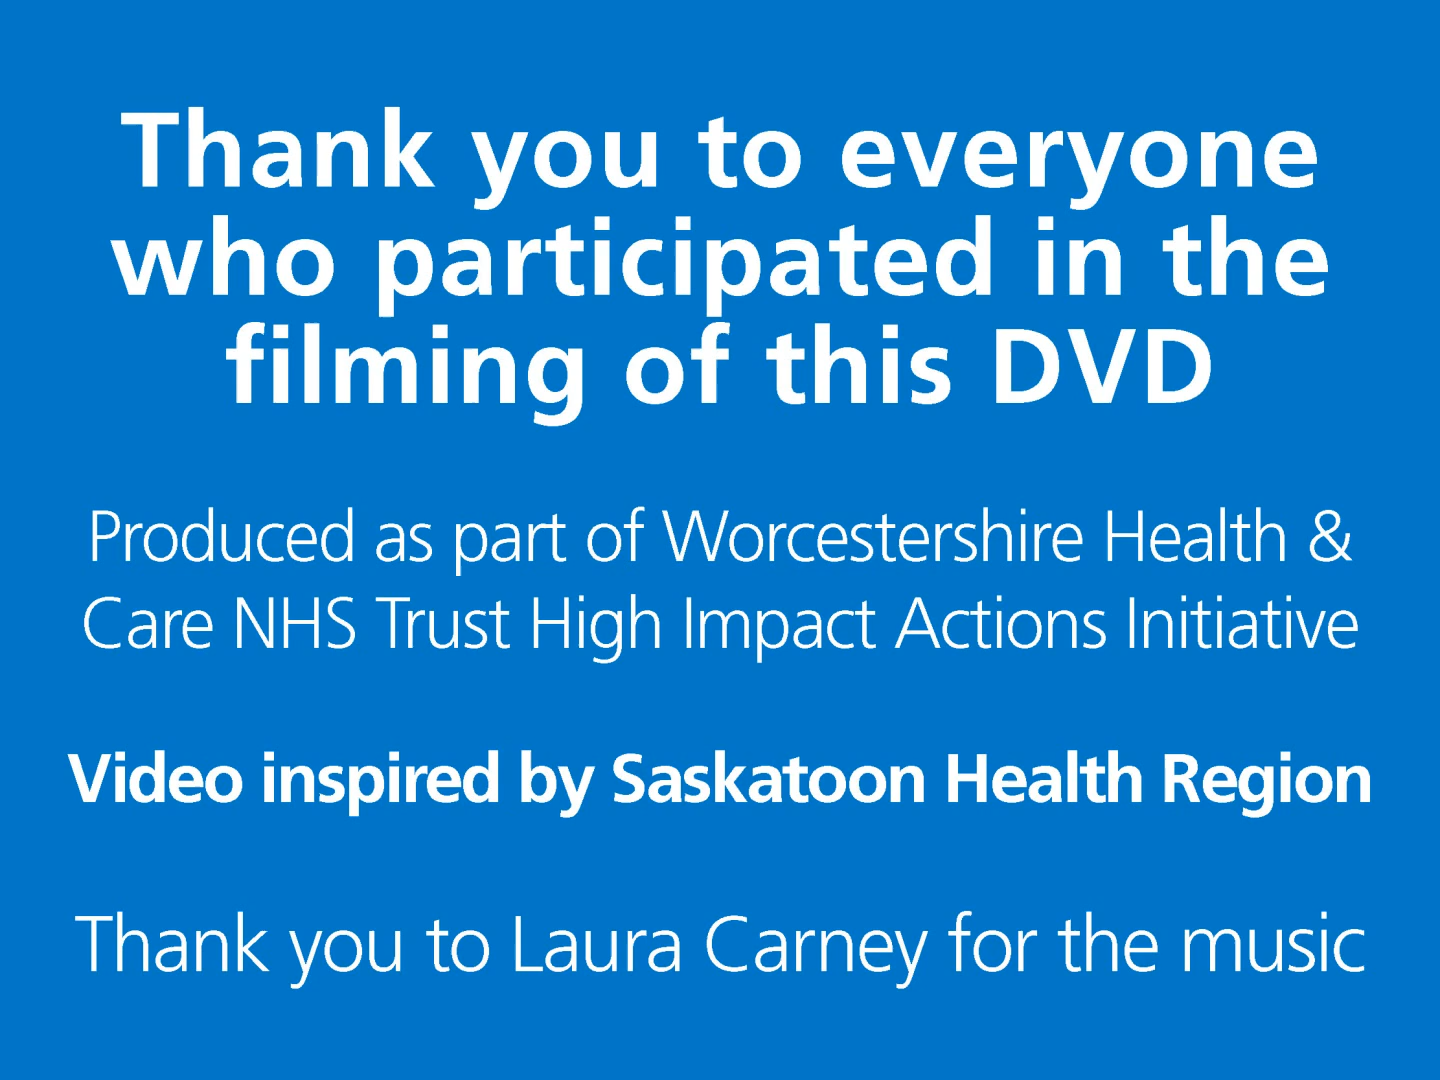 Thank you to everyone
who participated in the
filming of this DVD
Produced as part of Worcestershire Health &
Care NHS Trust High Impact Actions Initiative
Video inspired by Saskatoon Health Region
Thank you to Laura Carney for the music